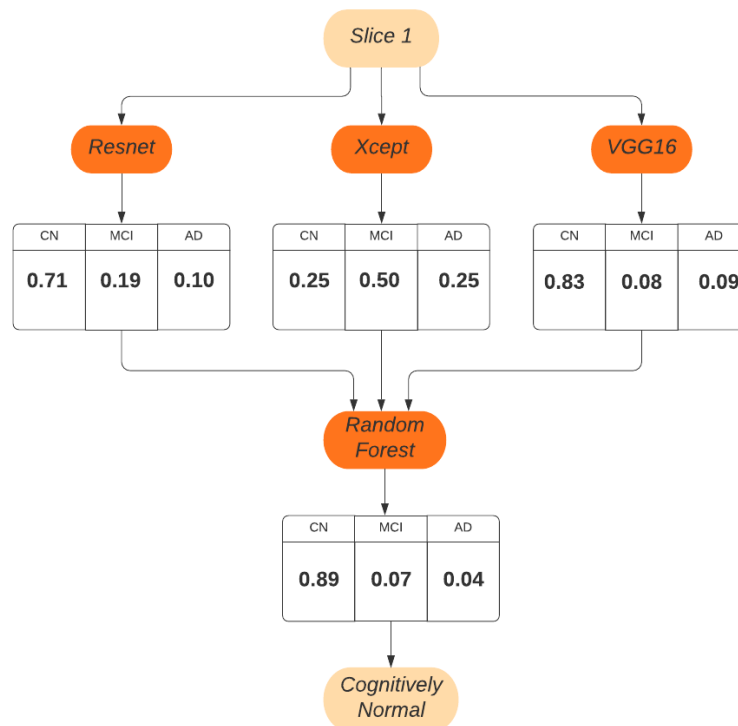 Slice 1
Resnet
Xcept
VGG16
CN MCI AD
0.71 0.19 0.10
CN MCI AD
0.25 0.50 0.25
CN MCI AD
0.83 0.08 0.09
Random
Forest
CN MCI AD
0.89 0.07 0.04
Cognitively
Normal